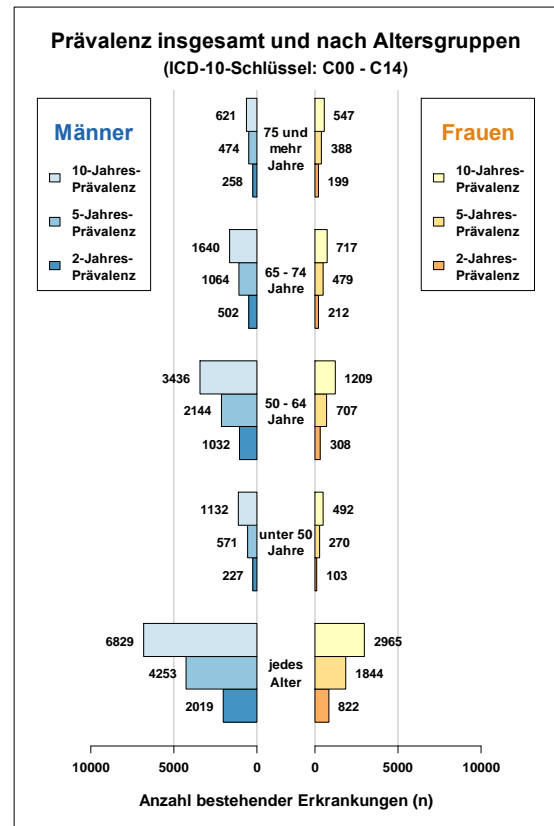 Prävalenz insgesamt und nach Altersgruppen
(ICD-10-Schlüssel: C00 - C14)
Männer
10-Jahres-
Prävalenz
5-Jahres-
Prävalenz
2-Jahres-
Prävalenz
Frauen
10-Jahres-
Prävalenz
5-Jahres-
Prävalenz
2-Jahres-
Prävalenz
621
474
258
75 und
mehr
Jahre
547
388
199
1640
1064
502
65 - 74
Jahre
717
479
212
3436
2144
1032
50 - 64
Jahre
1209
707
308
1132
571
227
unter 50
Jahre
492
270
103
6829
4253
2019
jedes
Alter
2965
1844
822
10000 5000 0 0 5000 10000
Anzahl bestehender Erkrankungen (n)